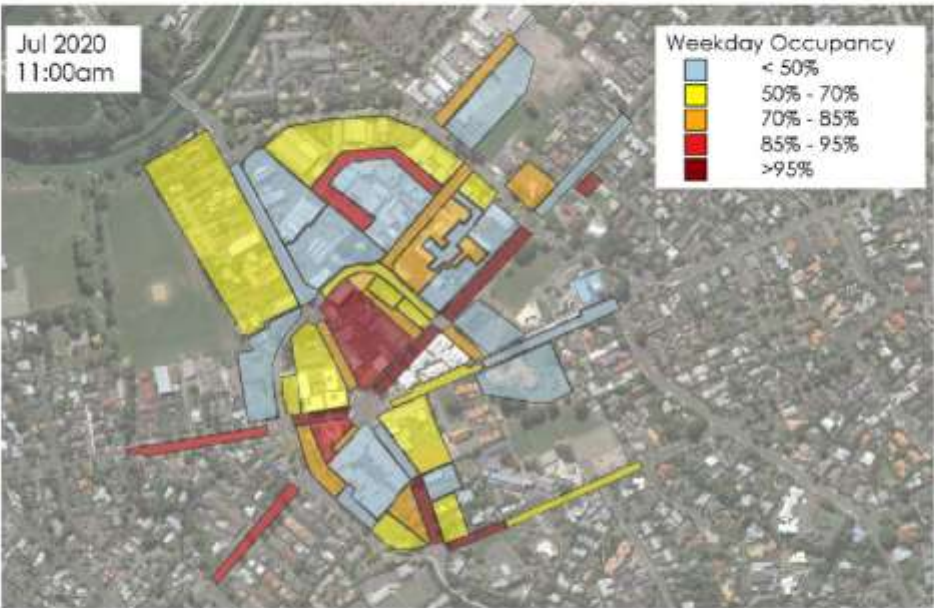 Jul 2020
11:00am
Weekday Occupancy
< 50%
50% - 70%
70% - 85%
85% - 95%
>95%